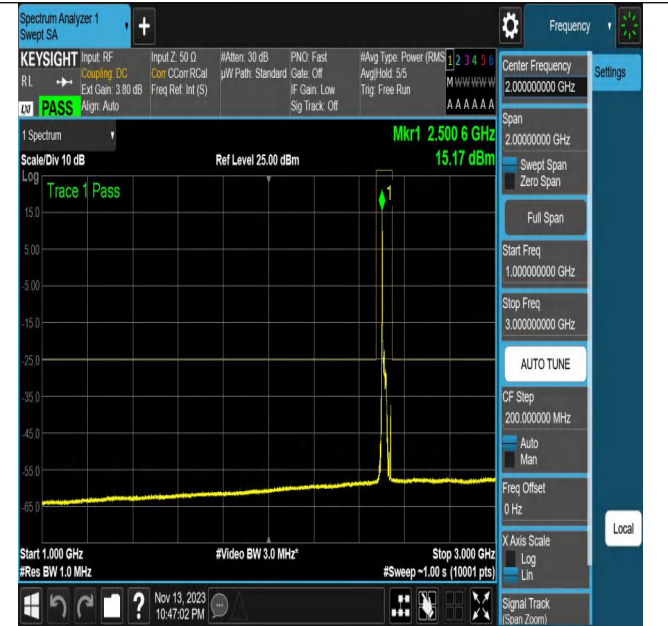 Spectrum Analyzer 1
Swept SA
+
Frequency
KEYSIGHT
RL
LXI
PASS
Input: RF
Coupling: DC
Ext Gain: 3.80 dB
Align: Auto
Input Z: 50 Ω
Corr CCorr RCal
Freq Ref: Int (S)
#Atten: 30 dB
µW Path: Standard
PNO: Fast
Gate: Off
IF Gain: Low
Sig Track: Off
#Avg Type: Power (RMS
Avg|Hold: 5/5
Trig: Free Run
1 2 3 4 5 6
M W W W W W
A A A A A A
1 Spectrum
Scale/Div 10 dB
Ref Level 25.00 dBm
Mkr1 2.500 6 GHz
15.17 dBm
Log
Trace 1 Pass
1
15.0
5.00
-5.00
-15.0
-25.0
-35.0
-45.0
-55.0
-65.0
Start 1.000 GHz
#Video BW 3.0 MHz*
Stop 3.000 GHz
#Res BW 1.0 MHz
#Sweep ~1.00 s (10001 pts)
?
Nov 13, 2023
10:47:02 PM
Center Frequency
2.00000000 GHz
Settings
Span
2.00000000 GHz
Swept Span
Zero Span
Full Span
Start Freq
1.000000000 GHz
Stop Freq
3.000000000 GHz
AUTO TUNE
CF Step
200.000000 MHz
Auto
Man
Freq Offset
0 Hz
X Axis Scale
Log
Lin
Local
Signal Track
(Span Zoom)